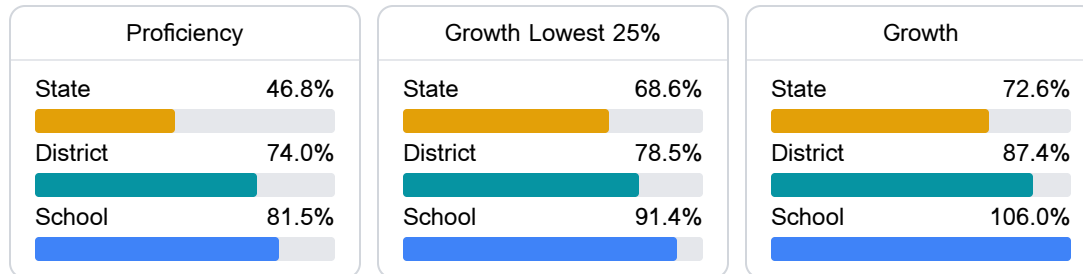 Proficiency
State 46.8%
District 74.0%
School 81.5%
Growth Lowest 25%
State 68.6%
District 78.5%
School 91.4%
Growth
State 72.6%
District 87.4%
School 106.0%